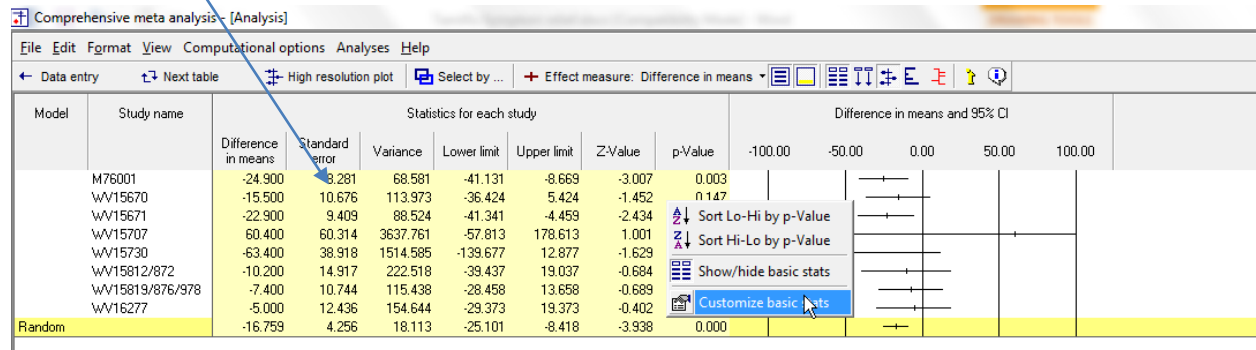 Comprehensive meta analysis - [Analysis]
File Edit Format View Computational options Analyses Help
← Data entry Next table High resolution plot Select by ... + Effect measure: Difference in means
Model Study name Statistics for each study Difference in means and 95% CI
Difference in means Standard error Variance Lower limit Upper limit Z-Value p-Value -100.00 -50.00 0.00 50.00 100.00
M76001 -24.900 8.281 68.581 -41.131 -8.669 -3.007 0.003
WV15670 -15.500 10.676 113.973 -36.424 5.424 -1.452 0.147
WV15671 -22.900 9.409 88.524 -41.341 -4.459 -2.434
Sort Lo-Hi by p-Value
WV15707 60.400 60.314 3637.761 -57.813 178.613 1.001
Sort Hi-Lo by p-Value
WV15730 -63.400 38.918 1514.585 -139.677 12.877 -1.629
WV15812/872 -10.200 14.917 222.518 -39.437 19.037 -0.684
Show/hide basic stats
WV15819/876/978 -7.400 10.744 115.438 -28.458 13.658 -0.689
WV16277 -5.000 12.436 154.644 -29.373 19.373 -0.402
Customize basic stats
Random -16.759 4.256 18.113 -25.101 -8.418 -3.938 0.000